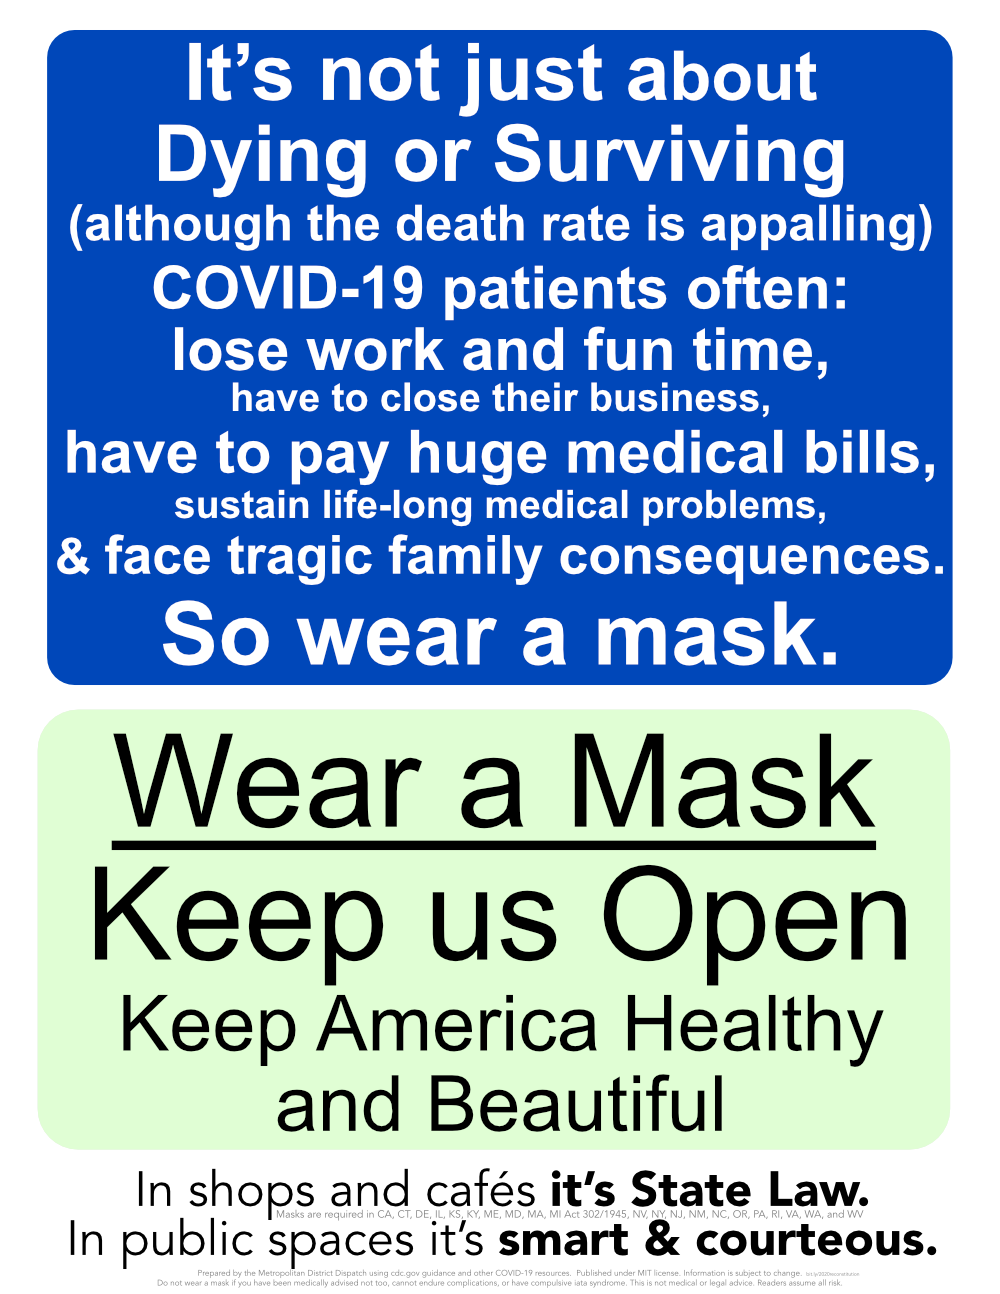 It's not just about
Dying or Surviving
(although the death rate is appalling)
COVID-19 patients often:
lose work and fun time,
have to close their business,
have to pay huge medical bills,
sustain life-long medical problems,
& face tragic family consequences.
So wear a mask.
Wear a Mask
Keep us Open
Keep America Healthy
and Beautiful
In shops and cafés it's State Law.
Masks are required in CA, CT, DE, IL, KS, KY, ME, MD, MA, MI Act 302/1945, NV, NY, NJ, NM, NC, OR, PA, RI, VA, WA, and WV
In public spaces it's smart & courteous.
Prepared by the Metropolitan District Dispatch using cdc.gov guidance and other COVID-19 resources. Published under MIT license. Information is subject to change.
Do not wear a mask if you have been medically advised not too, cannot endure complications, or have compulsive iata syndrome. This is not medical or legal advice. Readers assume all risk.